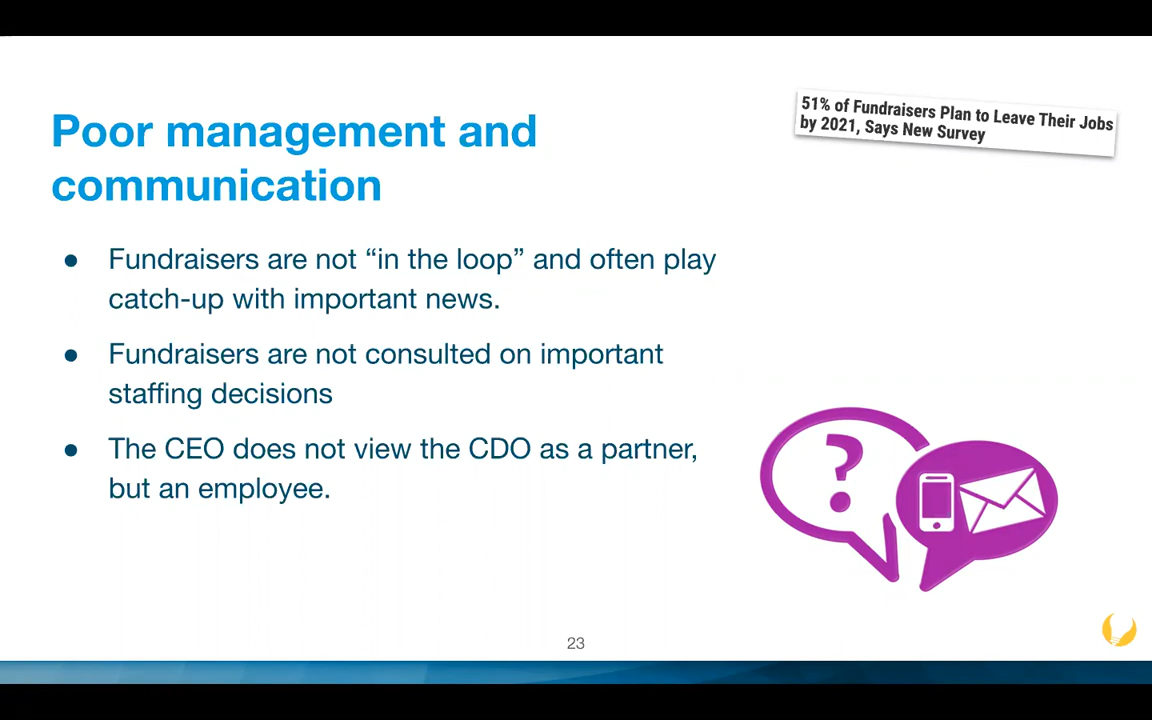 51% of Fundraisers Plan to Leave Their Jobs
by 2021, Says New Survey
Poor management and
communication
● Fundraisers are not “in the loop” and often play
catch-up with important news.
● Fundraisers are not consulted on important
staffing decisions
● The CEO does not view the CDO as a partner,
but an employee.
?
23